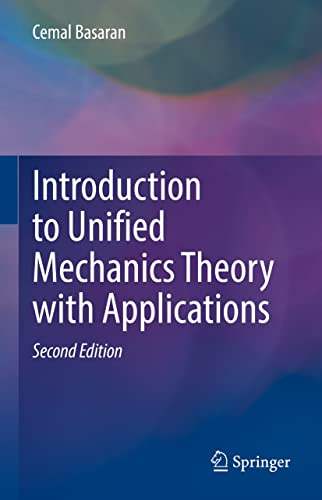 Cemal Basaran
Introduction
to Unified
Mechanics Theory
with Applications
Second Edition
Springer